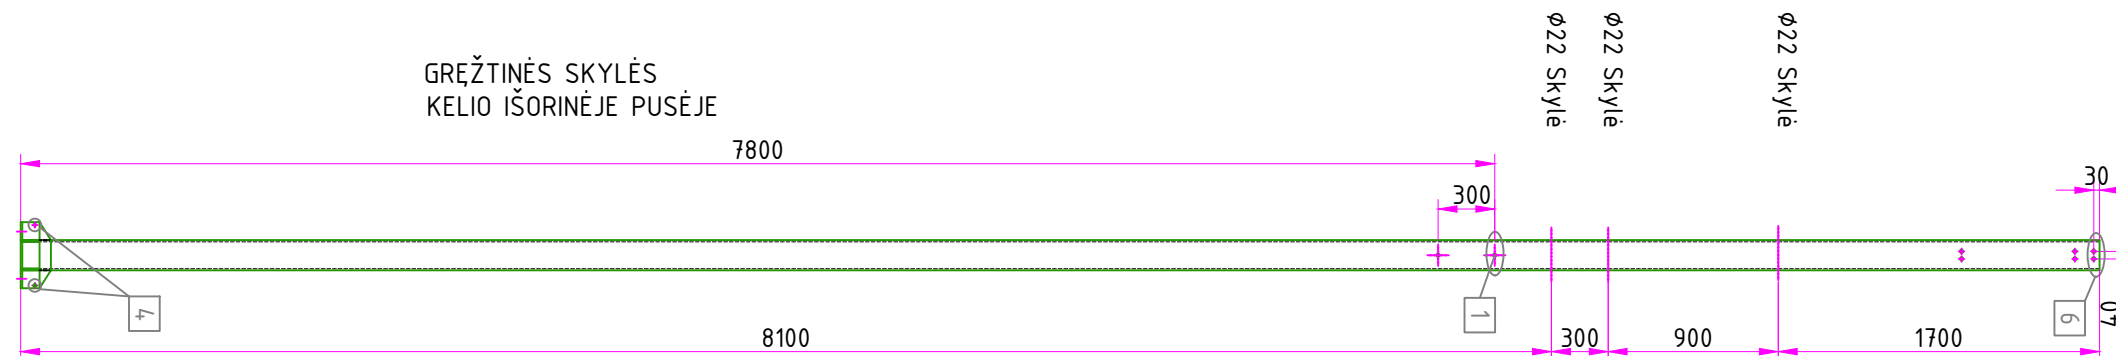 GRĘŽTINĖS SKYLĖS
KELIO IŠORINĖJE PUSĖJE
Ø22 Skylė
Ø22 Skylė
Ø22 Skylė
7800
300
30
4
1
6
40
8100
300
900
1700